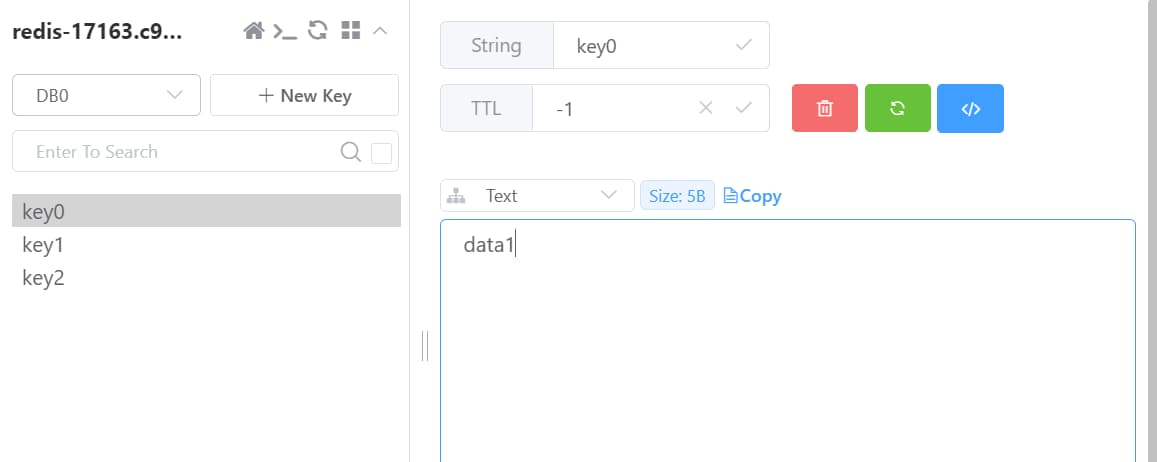 redis-17163.c9...
DB0
New Key
Enter To Search
key0
key1
key2
String key0
TTL -1
Text Size: 5B Copy
data1